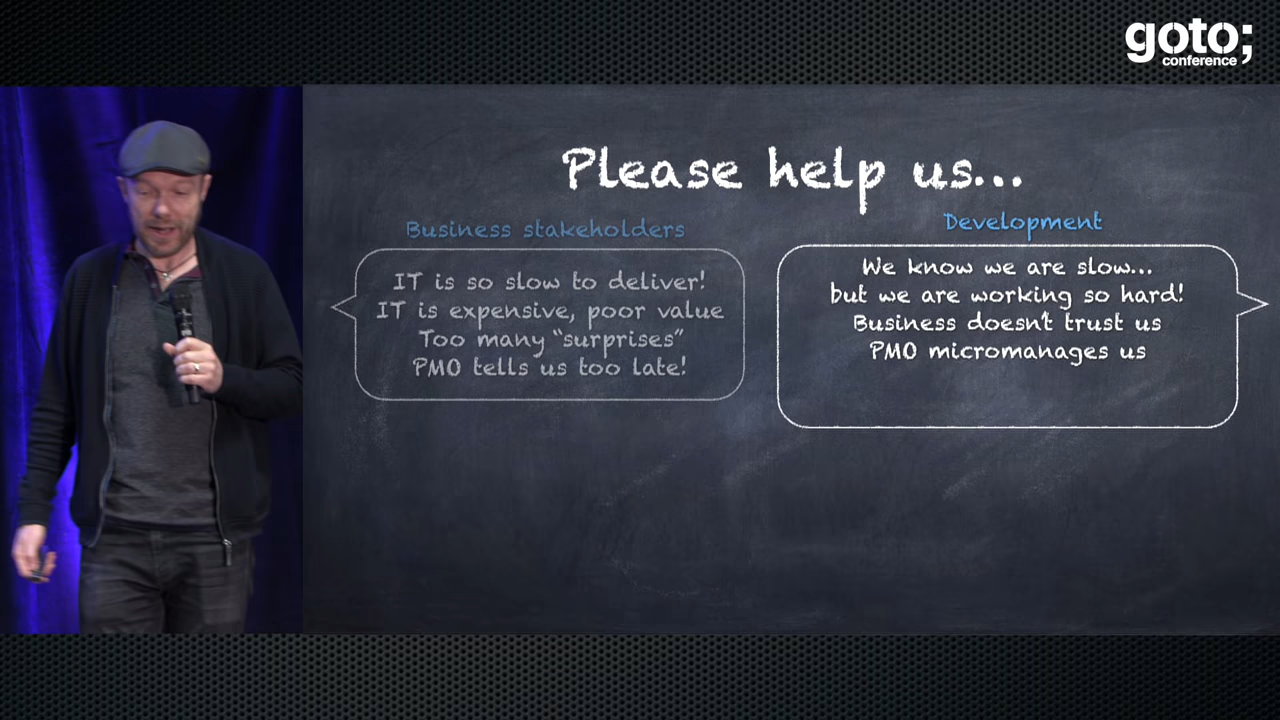 goto;
conference
Please help us...
Business stakeholders
IT is so slow to deliver!
IT is expensive, poor value
Too many “surprises”
PMO tells us too late!
Development
We know we are slow...
but we are working so hard!
Business doesn't trust us
PMO micromanages us